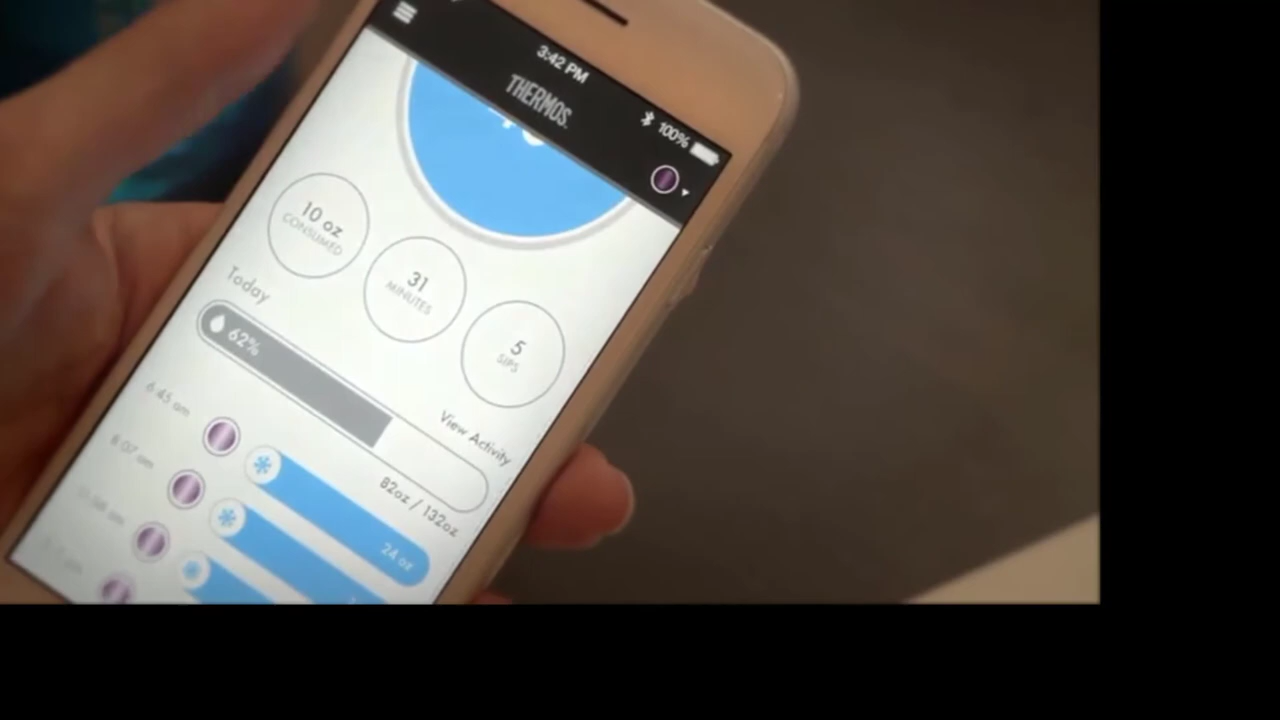 3:42 PM
100%
THERMOS.
10 oz
CONSUMED
31
MINUTES
5
SIPS
Today
62%
View Activity
82oz / 132oz
6:45 am
24 oz
8:07 am